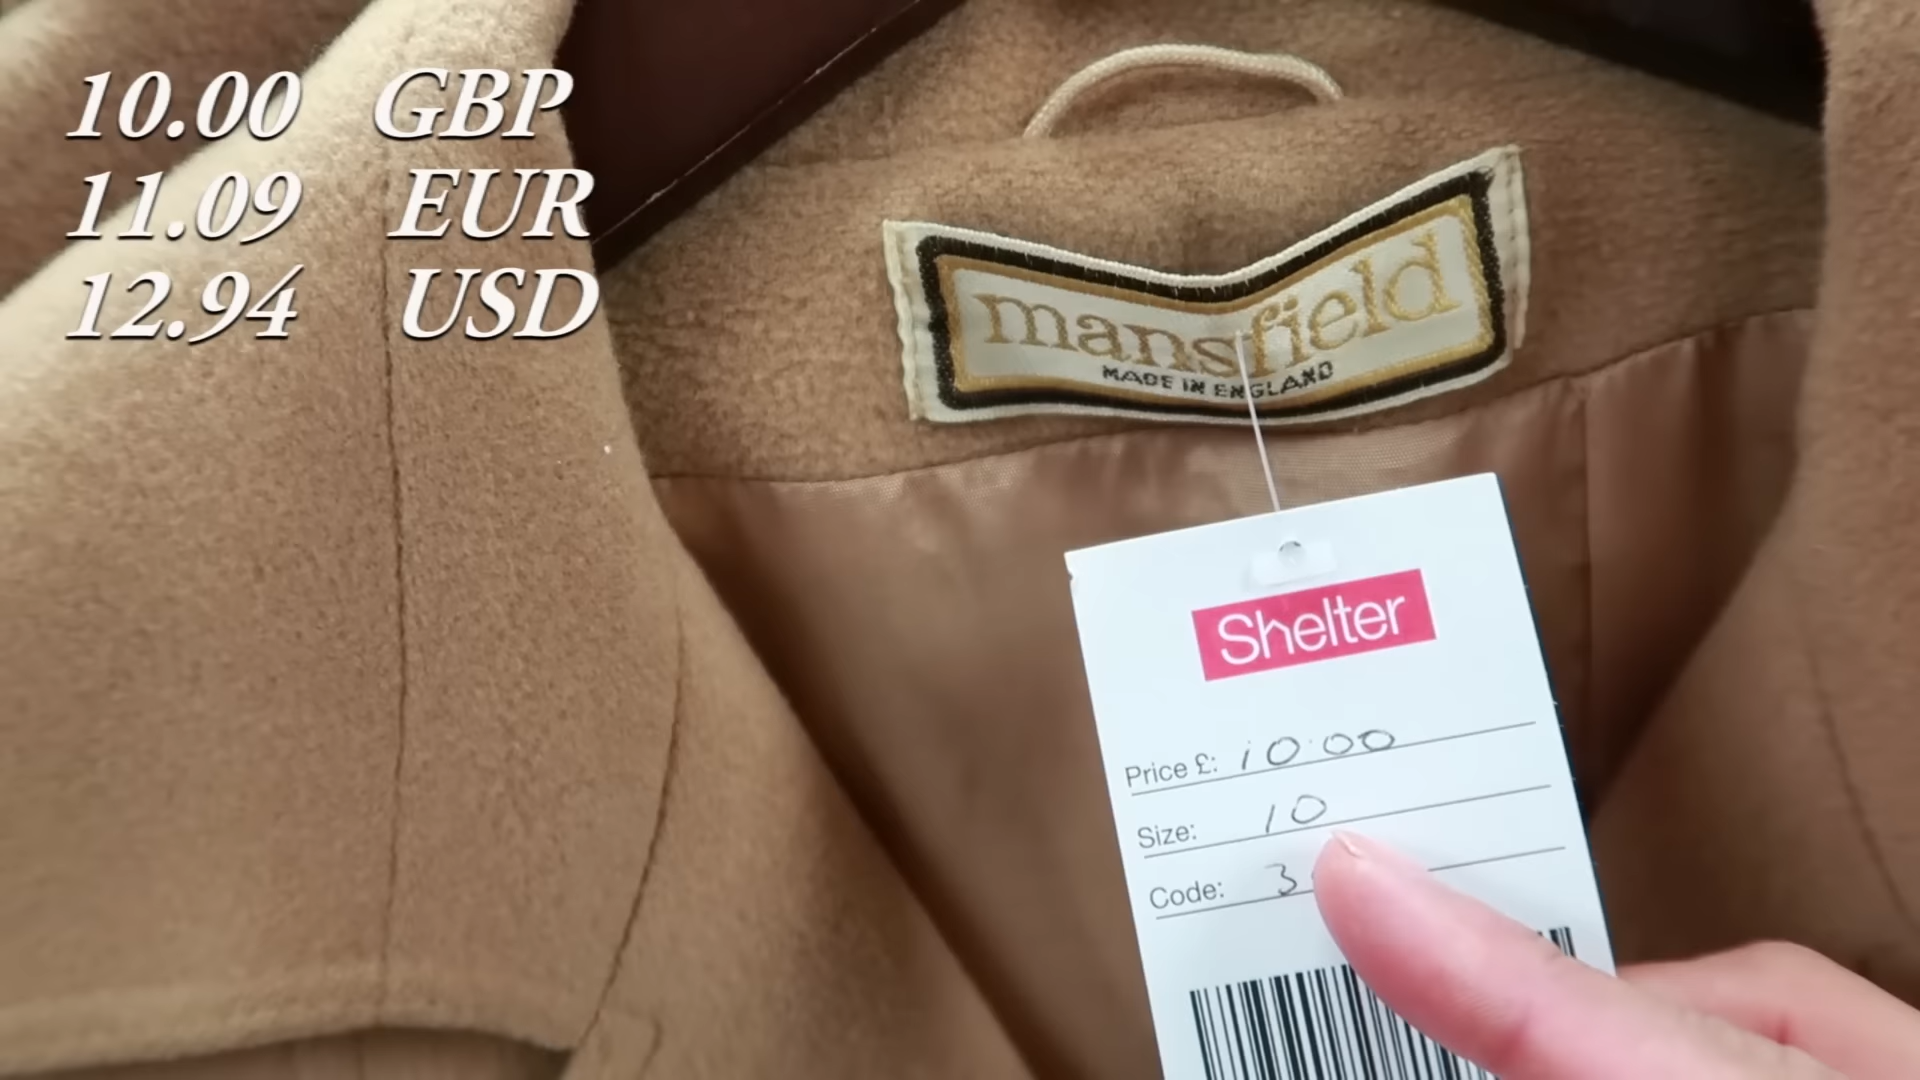 10.00 GBP
11.09 EUR
12.94 USD
mansfield
MADE IN ENGLAND
Shelter
Price £: 10.00
Size: 10
Code: 3